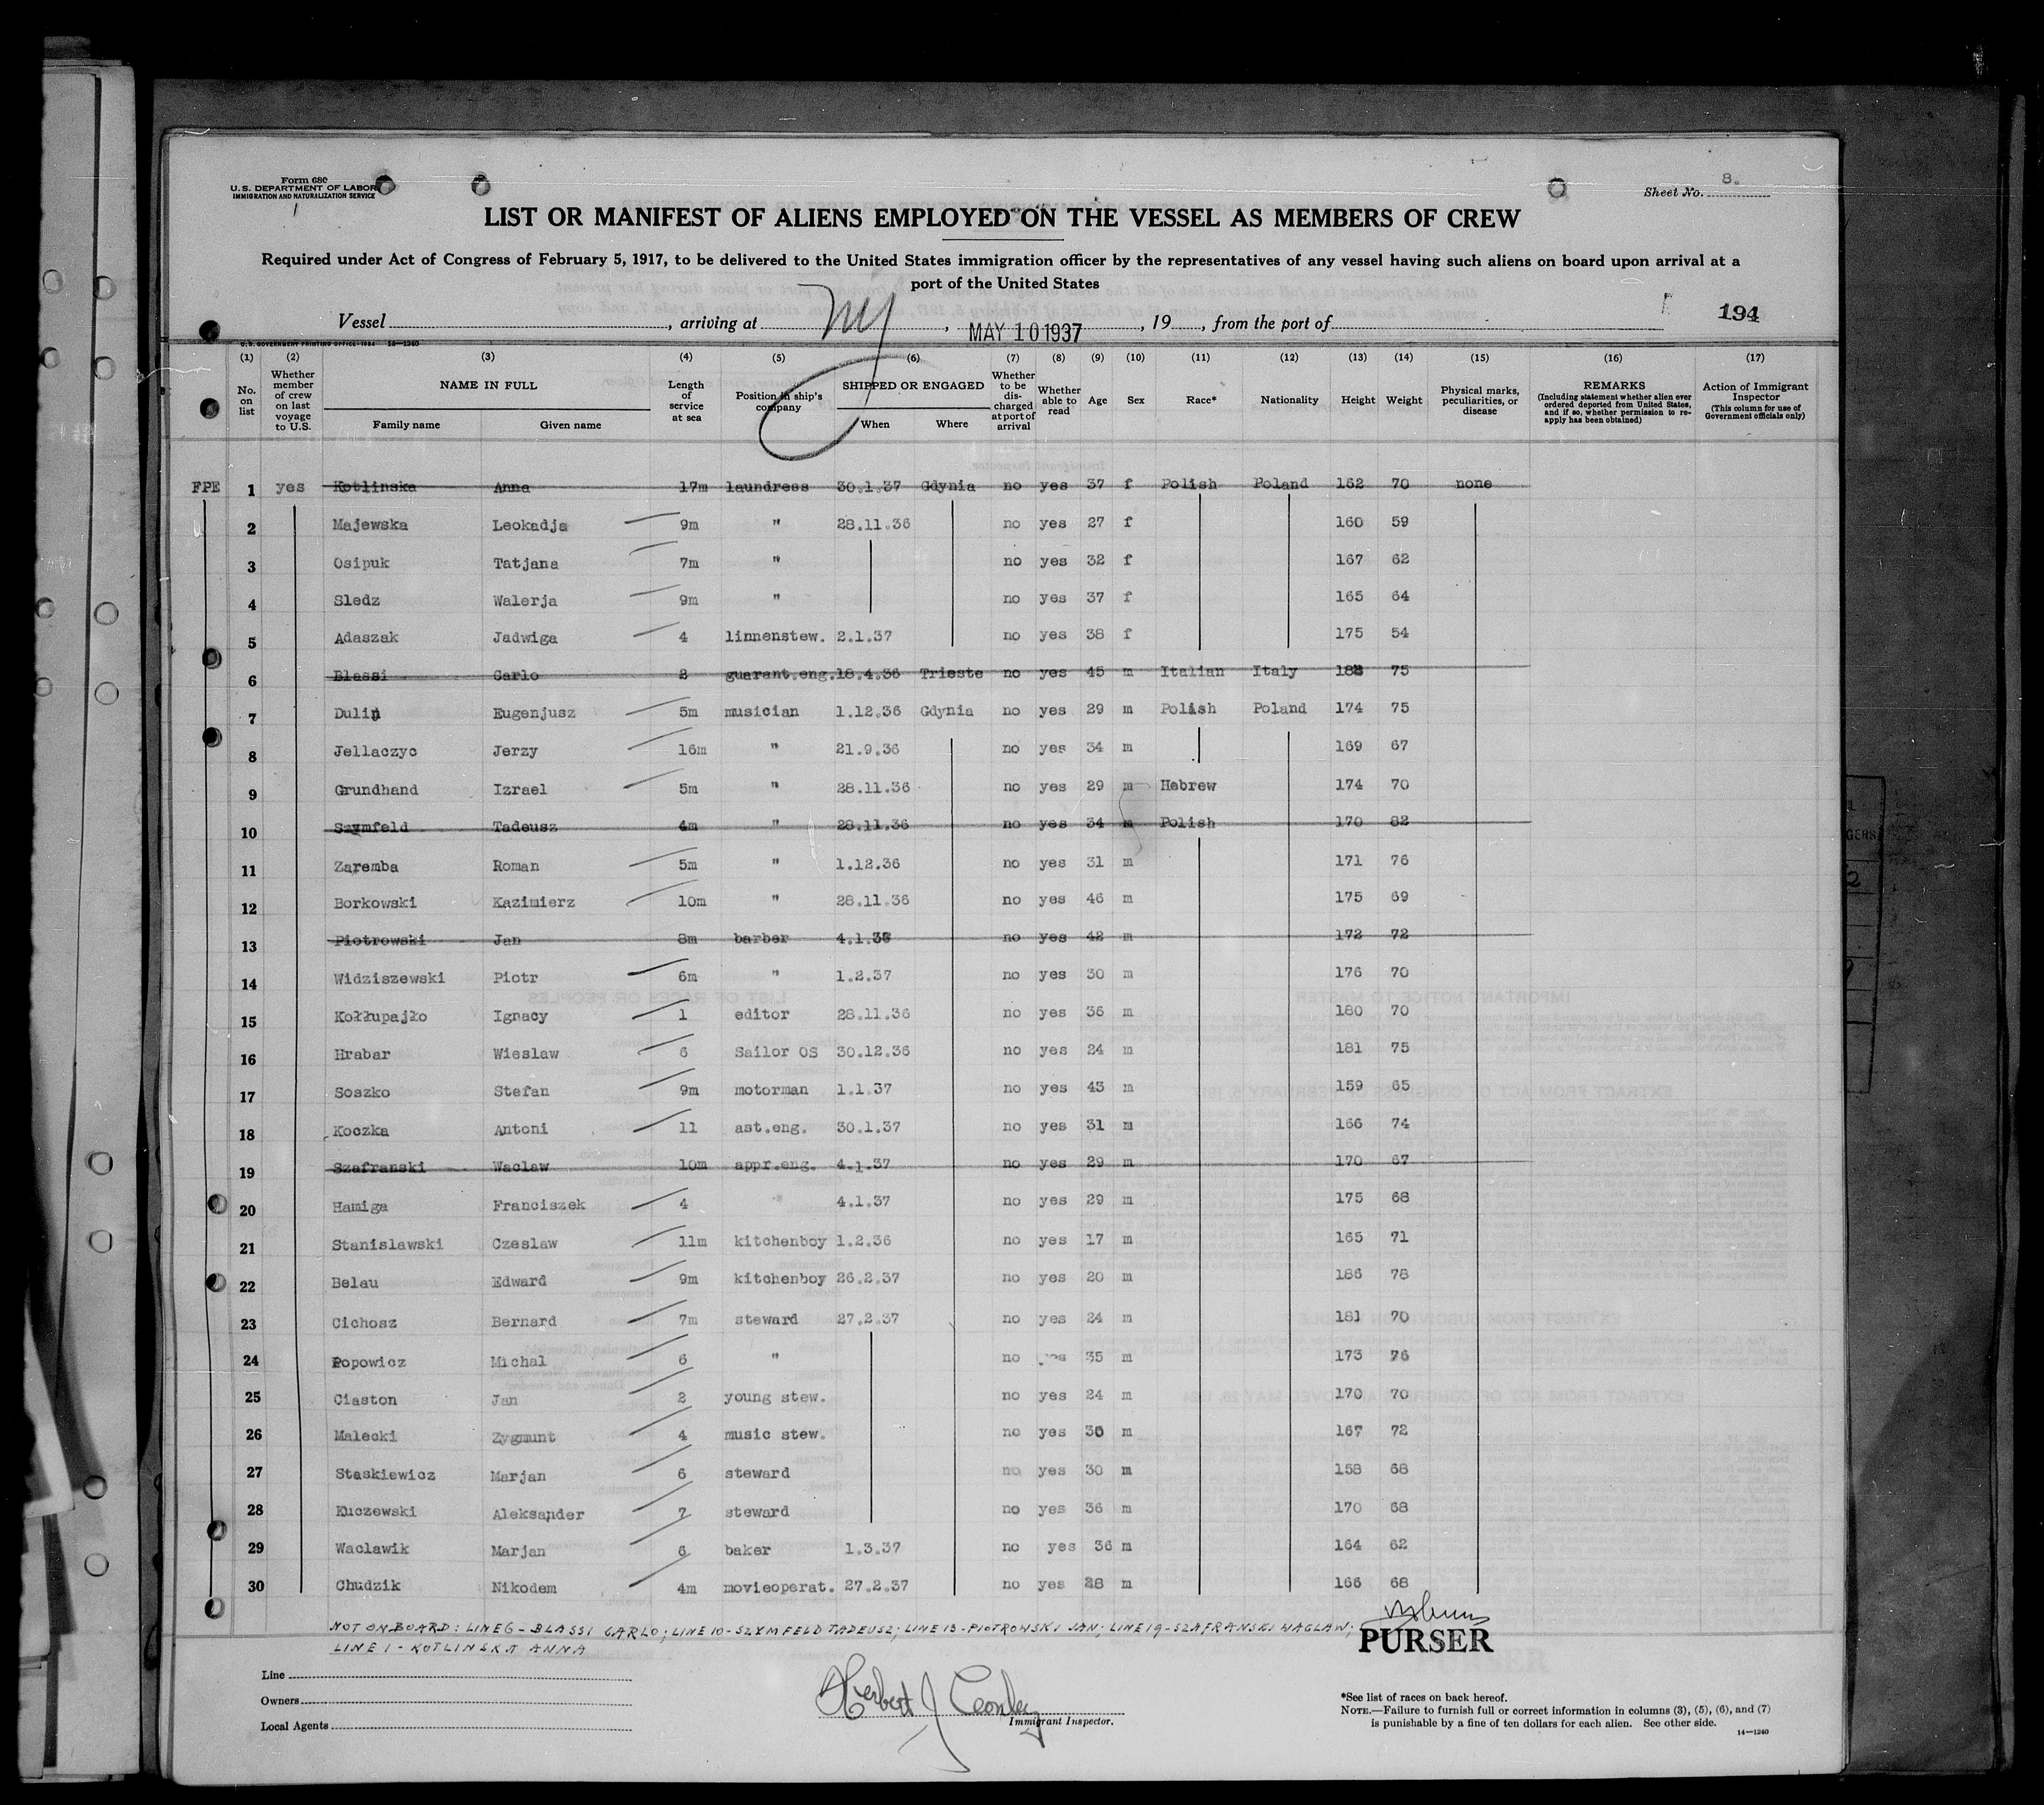 Form 680
U. S. DEPARTMENT OF LABOR
IMMIGRATION AND NATURALIZATION SERVICE
Sheet No. 8.
LIST OR MANIFEST OF ALIENS EMPLOYED ON THE VESSEL AS MEMBERS OF CREW
Required under Act of Congress of February 5, 1917, to be delivered to the United States immigration officer by the representatives of any vessel having such aliens on board upon arrival at a
port of the United States
194
Vessel , arriving at NY , MAY 10 1937 , 19 , from the port of
U. S. GOVERNMENT PRINTING OFFICE: 1934 14—1240
(1) (2) (3) (4) (5) (6) (7) (8) (9) (10) (11) (12) (13) (14) (15) (16) (17)
No. on list
Whether member of crew on last voyage to U.S.
NAME IN FULL
Family name Given name
Length of service at sea
Position in ship's company
SHIPPED OR ENGAGED
When Where
Whether to be discharged at port of arrival
Whether able to read
Age Sex Race* Nationality Height Weight
Physical marks, peculiarities, or disease
REMARKS
(Including statement whether alien ever ordered deported from United States, and if so, whether permission to reapply has been obtained)
Action of Immigrant Inspector
(This column for use of Government officials only)
FPE 1 yes Kotlinska Anna 17m laundress 30.1.37 Gdynia no yes 37 f Polish Poland 162 70 none
2 Majewska Leokadja 9m " 28.11.36 no yes 27 f 160 59
3 Osipuk Tatjana 7m " no yes 32 f 167 62
4 Sledz Walerja 9m " no yes 37 f 165 64
5 Adaszak Jadwiga 4 linnenstew. 2.1.37 no yes 38 f 175 54
6 Blassi Carlo 2 guarant.eng. 18.4.36 Trieste no yes 45 m Italian Italy 75
7 Dulin Eugenjusz 5m musician 1.12.36 Gdynia no yes 29 m Polish Poland 174 75
8 Jellaczyc Jerzy 16m " 21.9.36 no yes 34 m 169 67
9 Grundhand Izrael 5m " 28.11.36 no yes 29 m Hebrew 174 70
10 Szymfeld Tadeusz 4m " 28.11.36 no yes 34 m Polish 170 82
11 Zaremba Roman 5m " 1.12.36 no yes 31 m 171 76
12 Borkowski Kazimierz 10m " 28.11.36 no yes 46 m 175 69
13 Piotrowski Jan 8m barber 4.1.37 no yes 42 m 172 72
14 Widziszewski Piotr 6m " 1.2.37 no yes 30 m 176 70
15 Kołłupajło Ignacy 1 editor 28.11.36 no yes 36 m 180 70
16 Hrabar Wieslaw 6 Sailor OS 30.12.36 no yes 24 m 181 75
17 Soszko Stefan 9m motorman 1.1.37 no yes 43 m 159 65
18 Koczka Antoni 11 ast.eng. 30.1.37 no yes 31 m 166 74
19 Szafranski Waclaw 10m appr.eng. 4.1.37 no yes 29 m 170 67
20 Hamiga Franciszek 4 " 4.1.37 no yes 29 m 175 68
21 Stanislawski Czeslaw 11m kitchenboy 1.2.36 no yes 17 m 165 71
22 Belau Edward 9m kitchenboy 26.2.37 no yes 20 m 186 78
23 Cichosz Bernard 7m steward 27.2.37 no yes 24 m 181 70
24 Popowicz Michal 6 " no yes 35 m 173 76
25 Ciaston Jan 2 young stew. no yes 24 m 170 70
26 Malecki Zygmunt 4 music stew. no yes 30 m 167 72
27 Staskiewicz Marjan 6 steward no yes 30 m 158 68
28 Kuczewski Aleksander 7 steward no yes 36 m 170 68
29 Waclawik Marjan 6 baker 1.3.37 no yes 36 m 164 62
30 Chudzik Nikodem 4m movieoperat. 27.2.37 no yes 28 m 166 68
NOT ON BOARD: LINE 6 - BLASSI CARLO; LINE 10 - SZYMFELD TADEUSZ; LINE 13 - PIOTROWSKI JAN; LINE 19 - SZAFRANSKI WACLAW;
LINE 1 - KOTLINSKA ANNA
PURSER
Line
Owners
Local Agents
Herbert J
Immigrant Inspector.
*See list of races on back hereof.
NOTE.—Failure to furnish full or correct information in columns (3), (5), (6), and (7)
is punishable by a fine of ten dollars for each alien. See other side.
14—1240